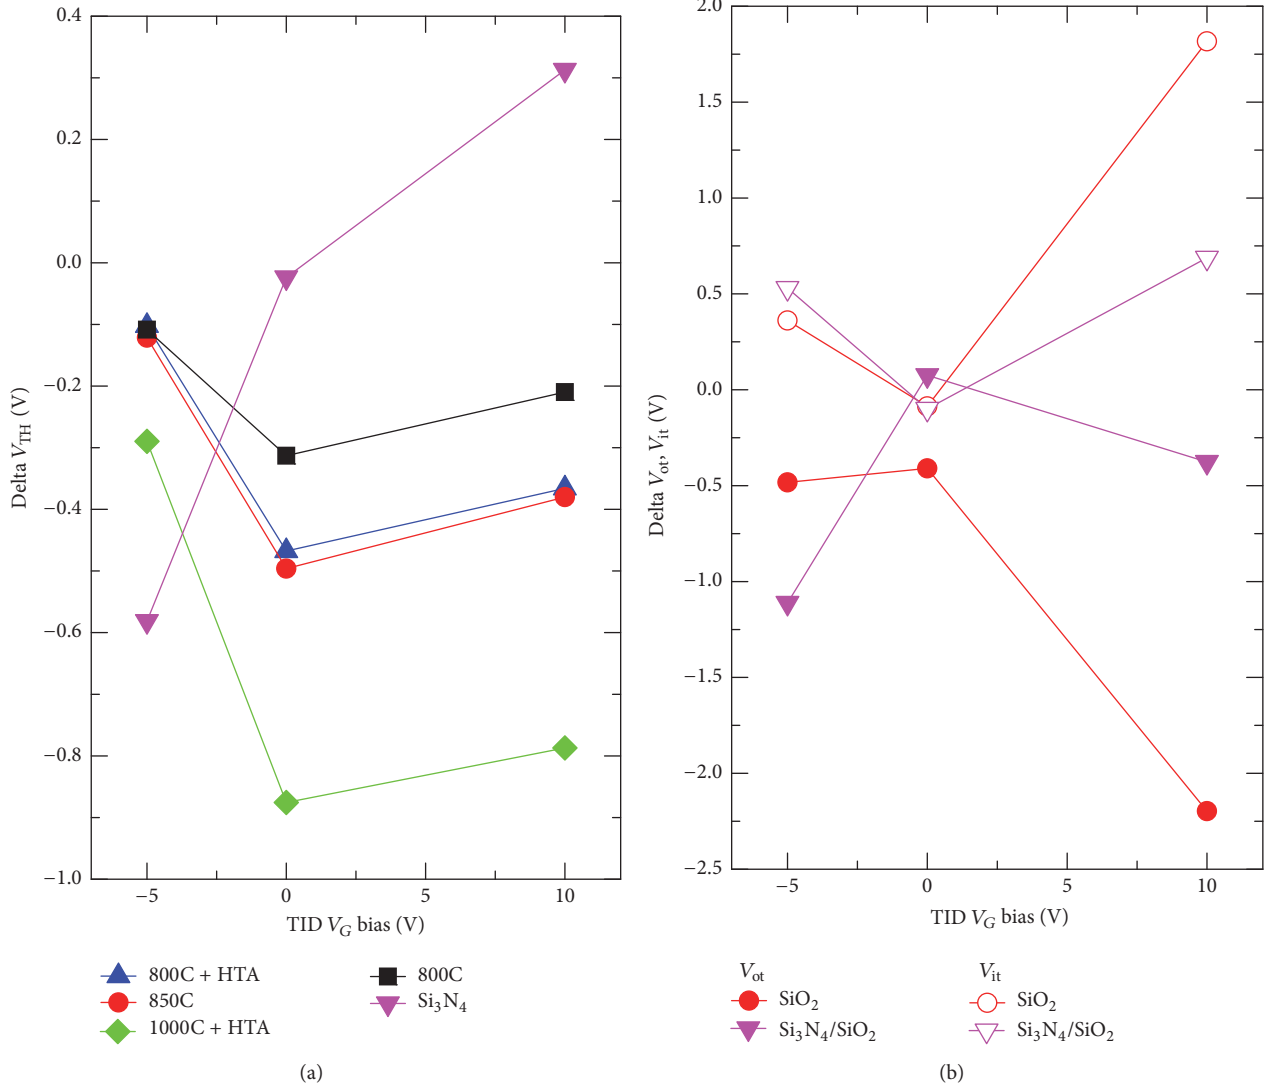 0.4
0.2
0.0
−0.2
−0.4
−0.6
−0.8
−1.0
Delta V_TH (V)
−5 0 5 10
TID V_G bias (V)
800C + HTA
850C
1000C + HTA
800C
Si₃N₄
(a)
2.0
1.5
1.0
0.5
0.0
−0.5
−1.0
−1.5
−2.0
−2.5
Delta V_ot, V_it (V)
−5 0 5 10
TID V_G bias (V)
V_ot
SiO₂
Si₃N₄/SiO₂
V_it
SiO₂
Si₃N₄/SiO₂
(b)